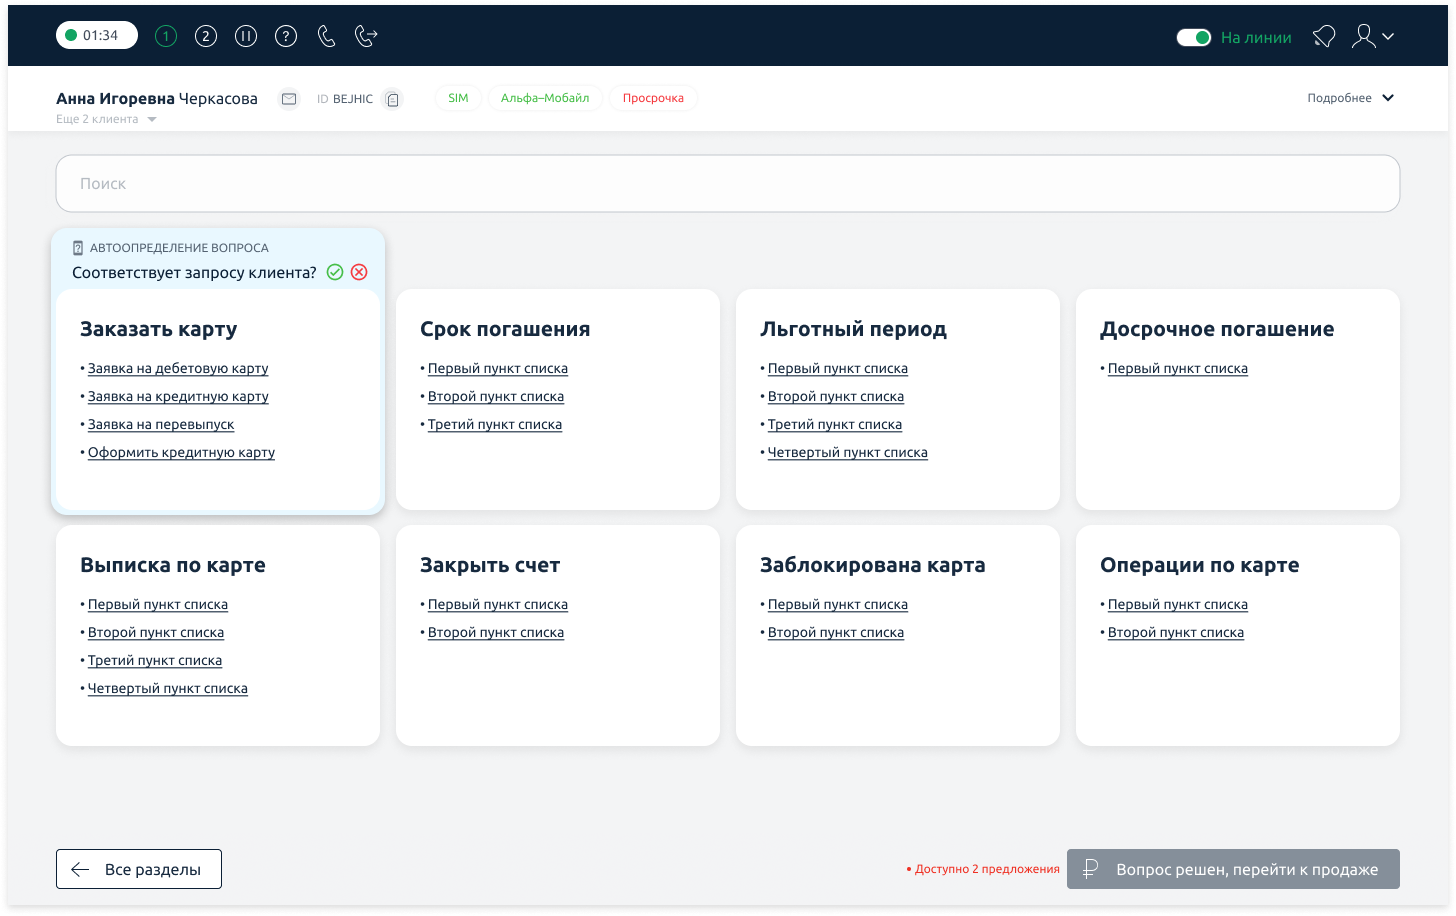 01:34 1 2 ? На линии
Анна Игоревна Черкасова ID BEJHIC SIM Альфа–Мобайл Просрочка Подробнее
Еще 2 клиента
Поиск
АВТООПРЕДЕЛЕНИЕ ВОПРОСА
Соответствует запросу клиента?
Заказать карту
• Заявка на дебетовую карту
• Заявка на кредитную карту
• Заявка на перевыпуск
• Оформить кредитную карту
Срок погашения
• Первый пункт списка
• Второй пункт списка
• Третий пункт списка
Льготный период
• Первый пункт списка
• Второй пункт списка
• Третий пункт списка
• Четвертый пункт списка
Досрочное погашение
• Первый пункт списка
Выписка по карте
• Первый пункт списка
• Второй пункт списка
• Третий пункт списка
• Четвертый пункт списка
Закрыть счет
• Первый пункт списка
• Второй пункт списка
Заблокирована карта
• Первый пункт списка
• Второй пункт списка
Операции по карте
• Первый пункт списка
• Второй пункт списка
Все разделы
• Доступно 2 предложения
₽ Вопрос решен, перейти к продаже